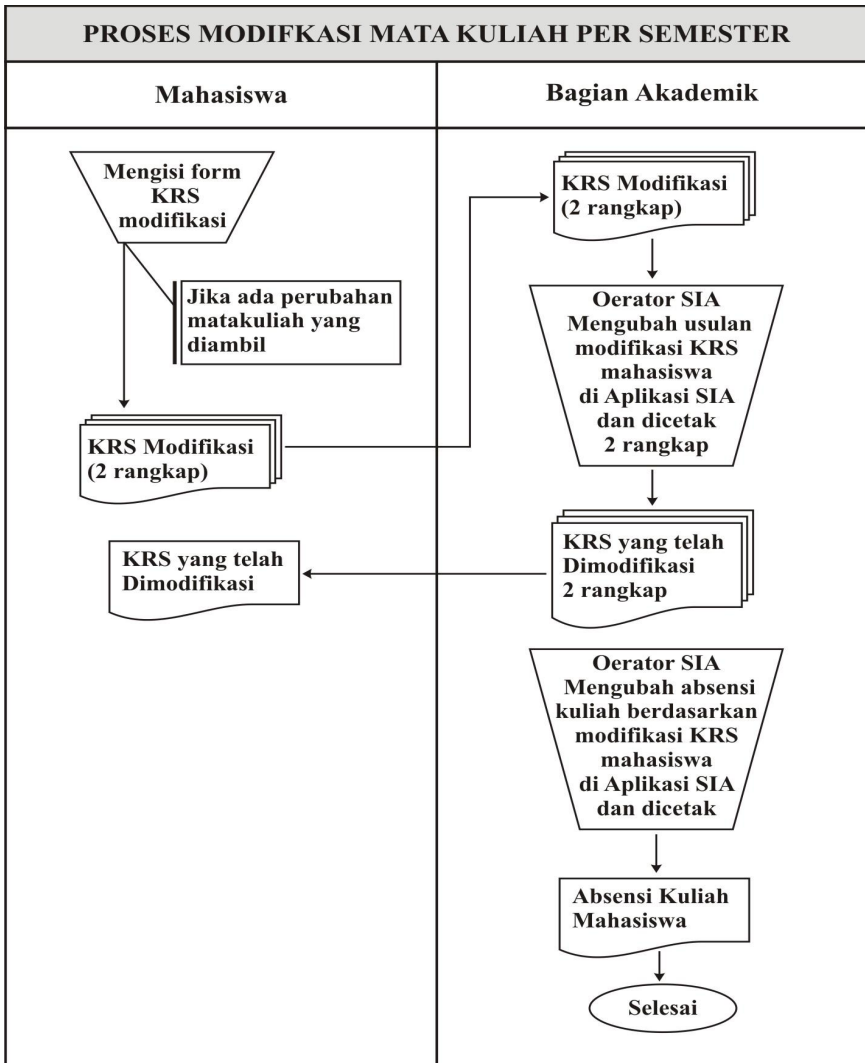 PROSES MODIFKASI MATA KULIAH PER SEMESTER
Mahasiswa
Bagian Akademik
Mengisi form
KRS
modifikasi
Jika ada perubahan
matakuliah yang
diambil
KRS Modifikasi
(2 rangkap)
KRS Modifikasi
(2 rangkap)
Oerator SIA
Mengubah usulan
modifikasi KRS
mahasiswa
di Aplikasi SIA
dan dicetak
2 rangkap
KRS yang telah
Dimodifikasi
2 rangkap
KRS yang telah
Dimodifikasi
Oerator SIA
Mengubah absensi
kuliah berdasarkan
modifikasi KRS
mahasiswa
di Aplikasi SIA
dan dicetak
Absensi Kuliah
Mahasiswa
Selesai